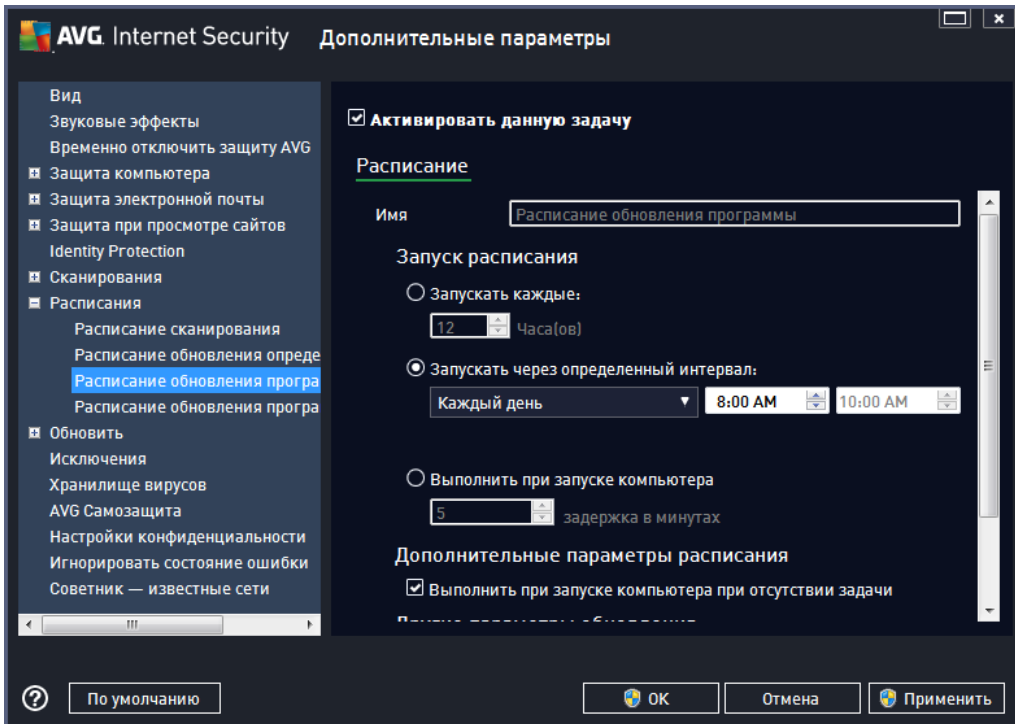 AVG. Internet Security Дополнительные параметры
Вид
Звуковые эффекты
Временно отключить защиту AVG
Защита компьютера
Защита электронной почты
Защита при просмотре сайтов
Identity Protection
Сканирования
Расписания
Расписание сканирования
Расписание обновления опреде
Расписание обновления програ
Расписание обновления програ
Обновить
Исключения
Хранилище вирусов
AVG Самозащита
Настройки конфиденциальности
Игнорировать состояние ошибки
Советник — известные сети
Активировать данную задачу
Расписание
Имя Расписание обновления программы
Запуск расписания
Запускать каждые:
12 Часа(ов)
Запускать через определенный интервал:
Каждый день 8:00 AM 10:00 AM
Выполнить при запуске компьютера
5 задержка в минутах
Дополнительные параметры расписания
Выполнить при запуске компьютера при отсутствии задачи
Другие параметры обновления
По умолчанию OK Отмена Применить